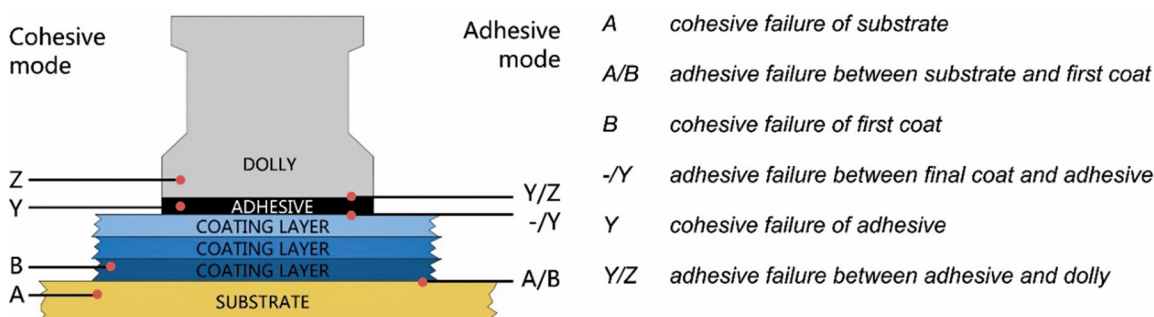 Cohesive
mode
Adhesive
mode
DOLLY
Z
Y
ADHESIVE
Y/Z
-/Y
COATING LAYER
COATING LAYER
B
COATING LAYER
A
A/B
SUBSTRATE
A cohesive failure of substrate
A/B adhesive failure between substrate and first coat
B cohesive failure of first coat
-/Y adhesive failure between final coat and adhesive
Y cohesive failure of adhesive
Y/Z adhesive failure between adhesive and dolly